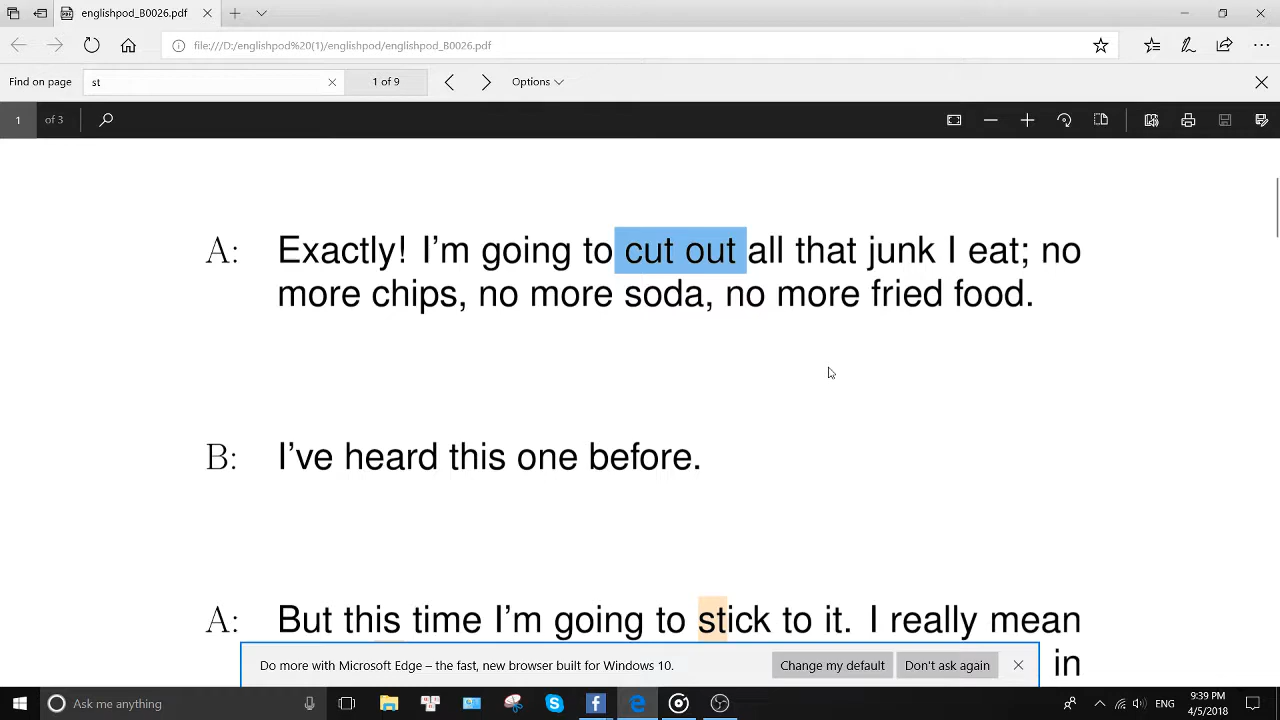 englishpod_B0026.pdf
file:///D:/englishpod%20(1)/englishpod/englishpod_B0026.pdf
Find on page st 1 of 9 Options
1 of 3
A: Exactly! I'm going to cut out all that junk I eat; no
more chips, no more soda, no more fried food.
B: I've heard this one before.
A: But this time I'm going to stick to it. I really mean
in
Do more with Microsoft Edge – the fast, new browser built for Windows 10. Change my default Don't ask again
Ask me anything ENG 9:39 PM
4/5/2018